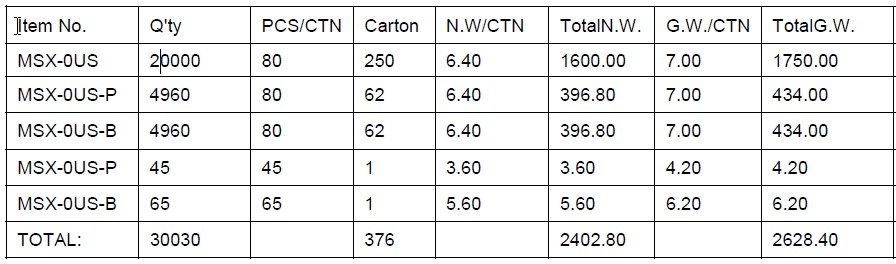 Item No. Q'ty PCS/CTN Carton N.W/CTN TotalN.W. G.W./CTN TotalG.W.
MSX-0US 20000 80 250 6.40 1600.00 7.00 1750.00
MSX-0US-P 4960 80 62 6.40 396.80 7.00 434.00
MSX-0US-B 4960 80 62 6.40 396.80 7.00 434.00
MSX-0US-P 45 45 1 3.60 3.60 4.20 4.20
MSX-0US-B 65 65 1 5.60 5.60 6.20 6.20
TOTAL: 30030 376 2402.80 2628.40